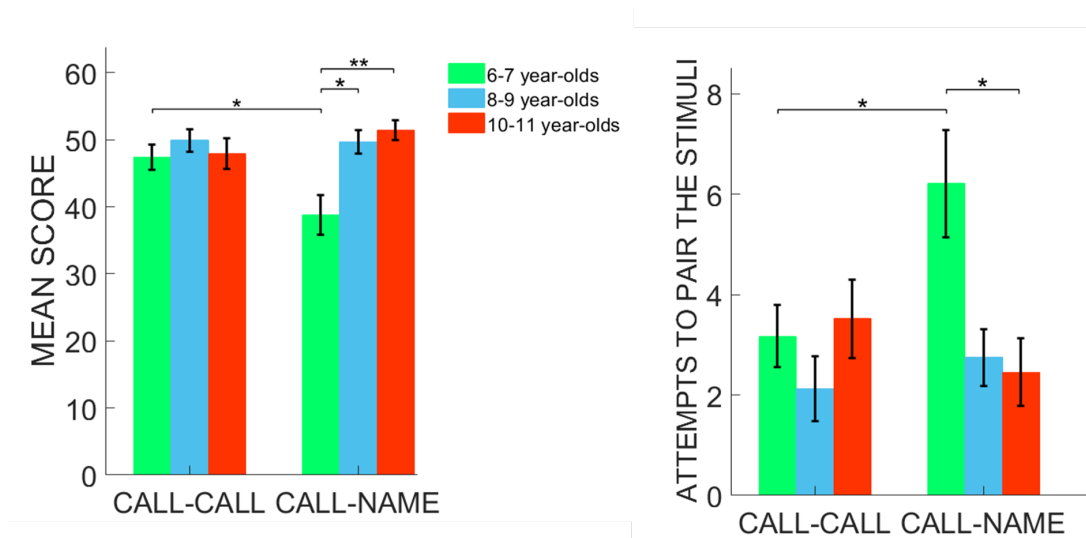 MEAN SCORE
60
50
40
30
20
10
0
*
**
*
CALL-CALL CALL-NAME
6-7 year-olds
8-9 year-olds
10-11 year-olds
ATTEMPTS TO PAIR THE STIMULI
8
6
4
2
0
*
*
CALL-CALL CALL-NAME